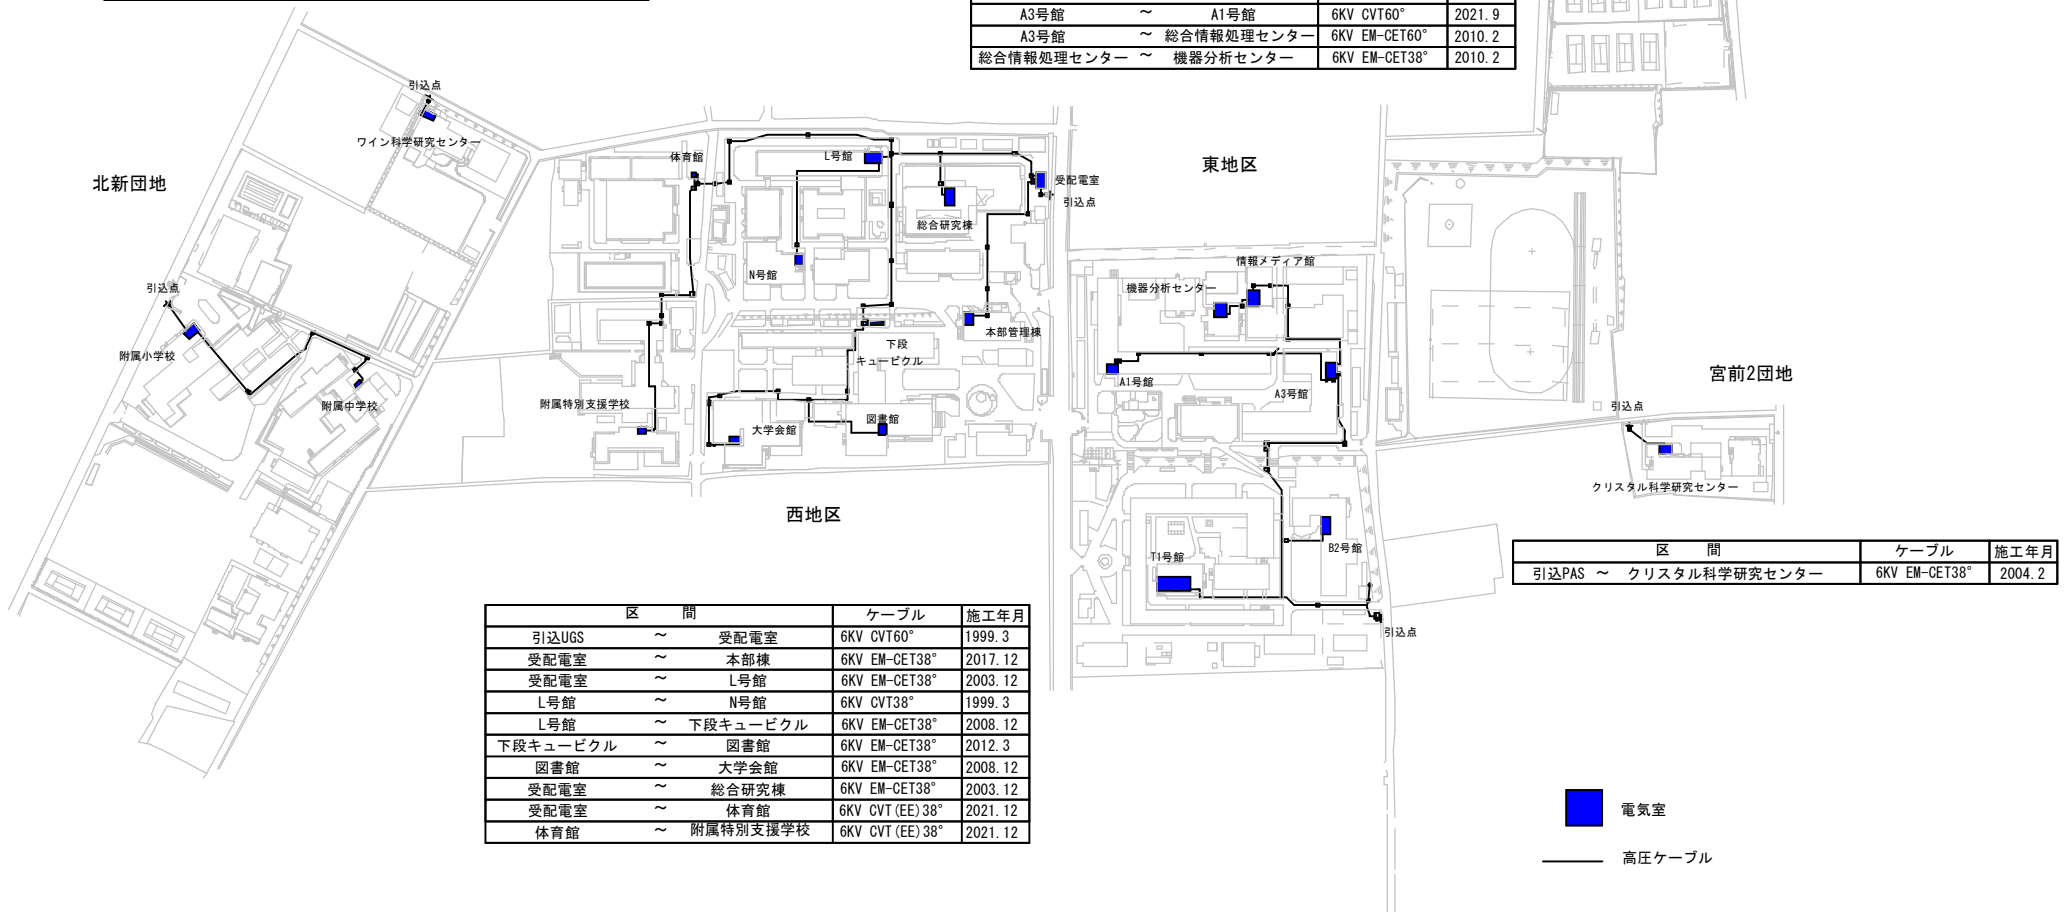 A3号館 ～ A1号館 6KV CVT60° 2021.9
A3号館 ～ 総合情報処理センター 6KV EM-CET60° 2010.2
総合情報処理センター ～ 機器分析センター 6KV EM-CET38° 2010.2
引込点
ワイン科学研究センター
北新団地
体育館
L号館
東地区
受配電室
引込点
総合研究棟
N号館
情報メディア館
機器分析センター
引込点
附属小学校
本部管理棟
下段
キュービクル
A1号館
A3号館
宮前2団地
附属中学校
附属特別支援学校
図書館
大学会館
引込点
クリスタル科学研究センター
西地区
B2号館
T1号館
区 間 ケーブル 施工年月
引込PAS ～ クリスタル科学研究センター 6KV EM-CET38° 2004.2
引込点
区 間 ケーブル 施工年月
引込UGS ～ 受配電室 6KV CVT60° 1999.3
受配電室 ～ 本部棟 6KV EM-CET38° 2017.12
受配電室 ～ L号館 6KV EM-CET38° 2003.12
L号館 ～ N号館 6KV CVT38° 1999.3
L号館 ～ 下段キュービクル 6KV EM-CET38° 2008.12
下段キュービクル ～ 図書館 6KV EM-CET38° 2012.3
図書館 ～ 大学会館 6KV EM-CET38° 2008.12
受配電室 ～ 総合研究棟 6KV EM-CET38° 2003.12
受配電室 ～ 体育館 6KV CVT(EE)38° 2021.12
体育館 ～ 附属特別支援学校 6KV CVT(EE)38° 2021.12
電気室
高圧ケーブル